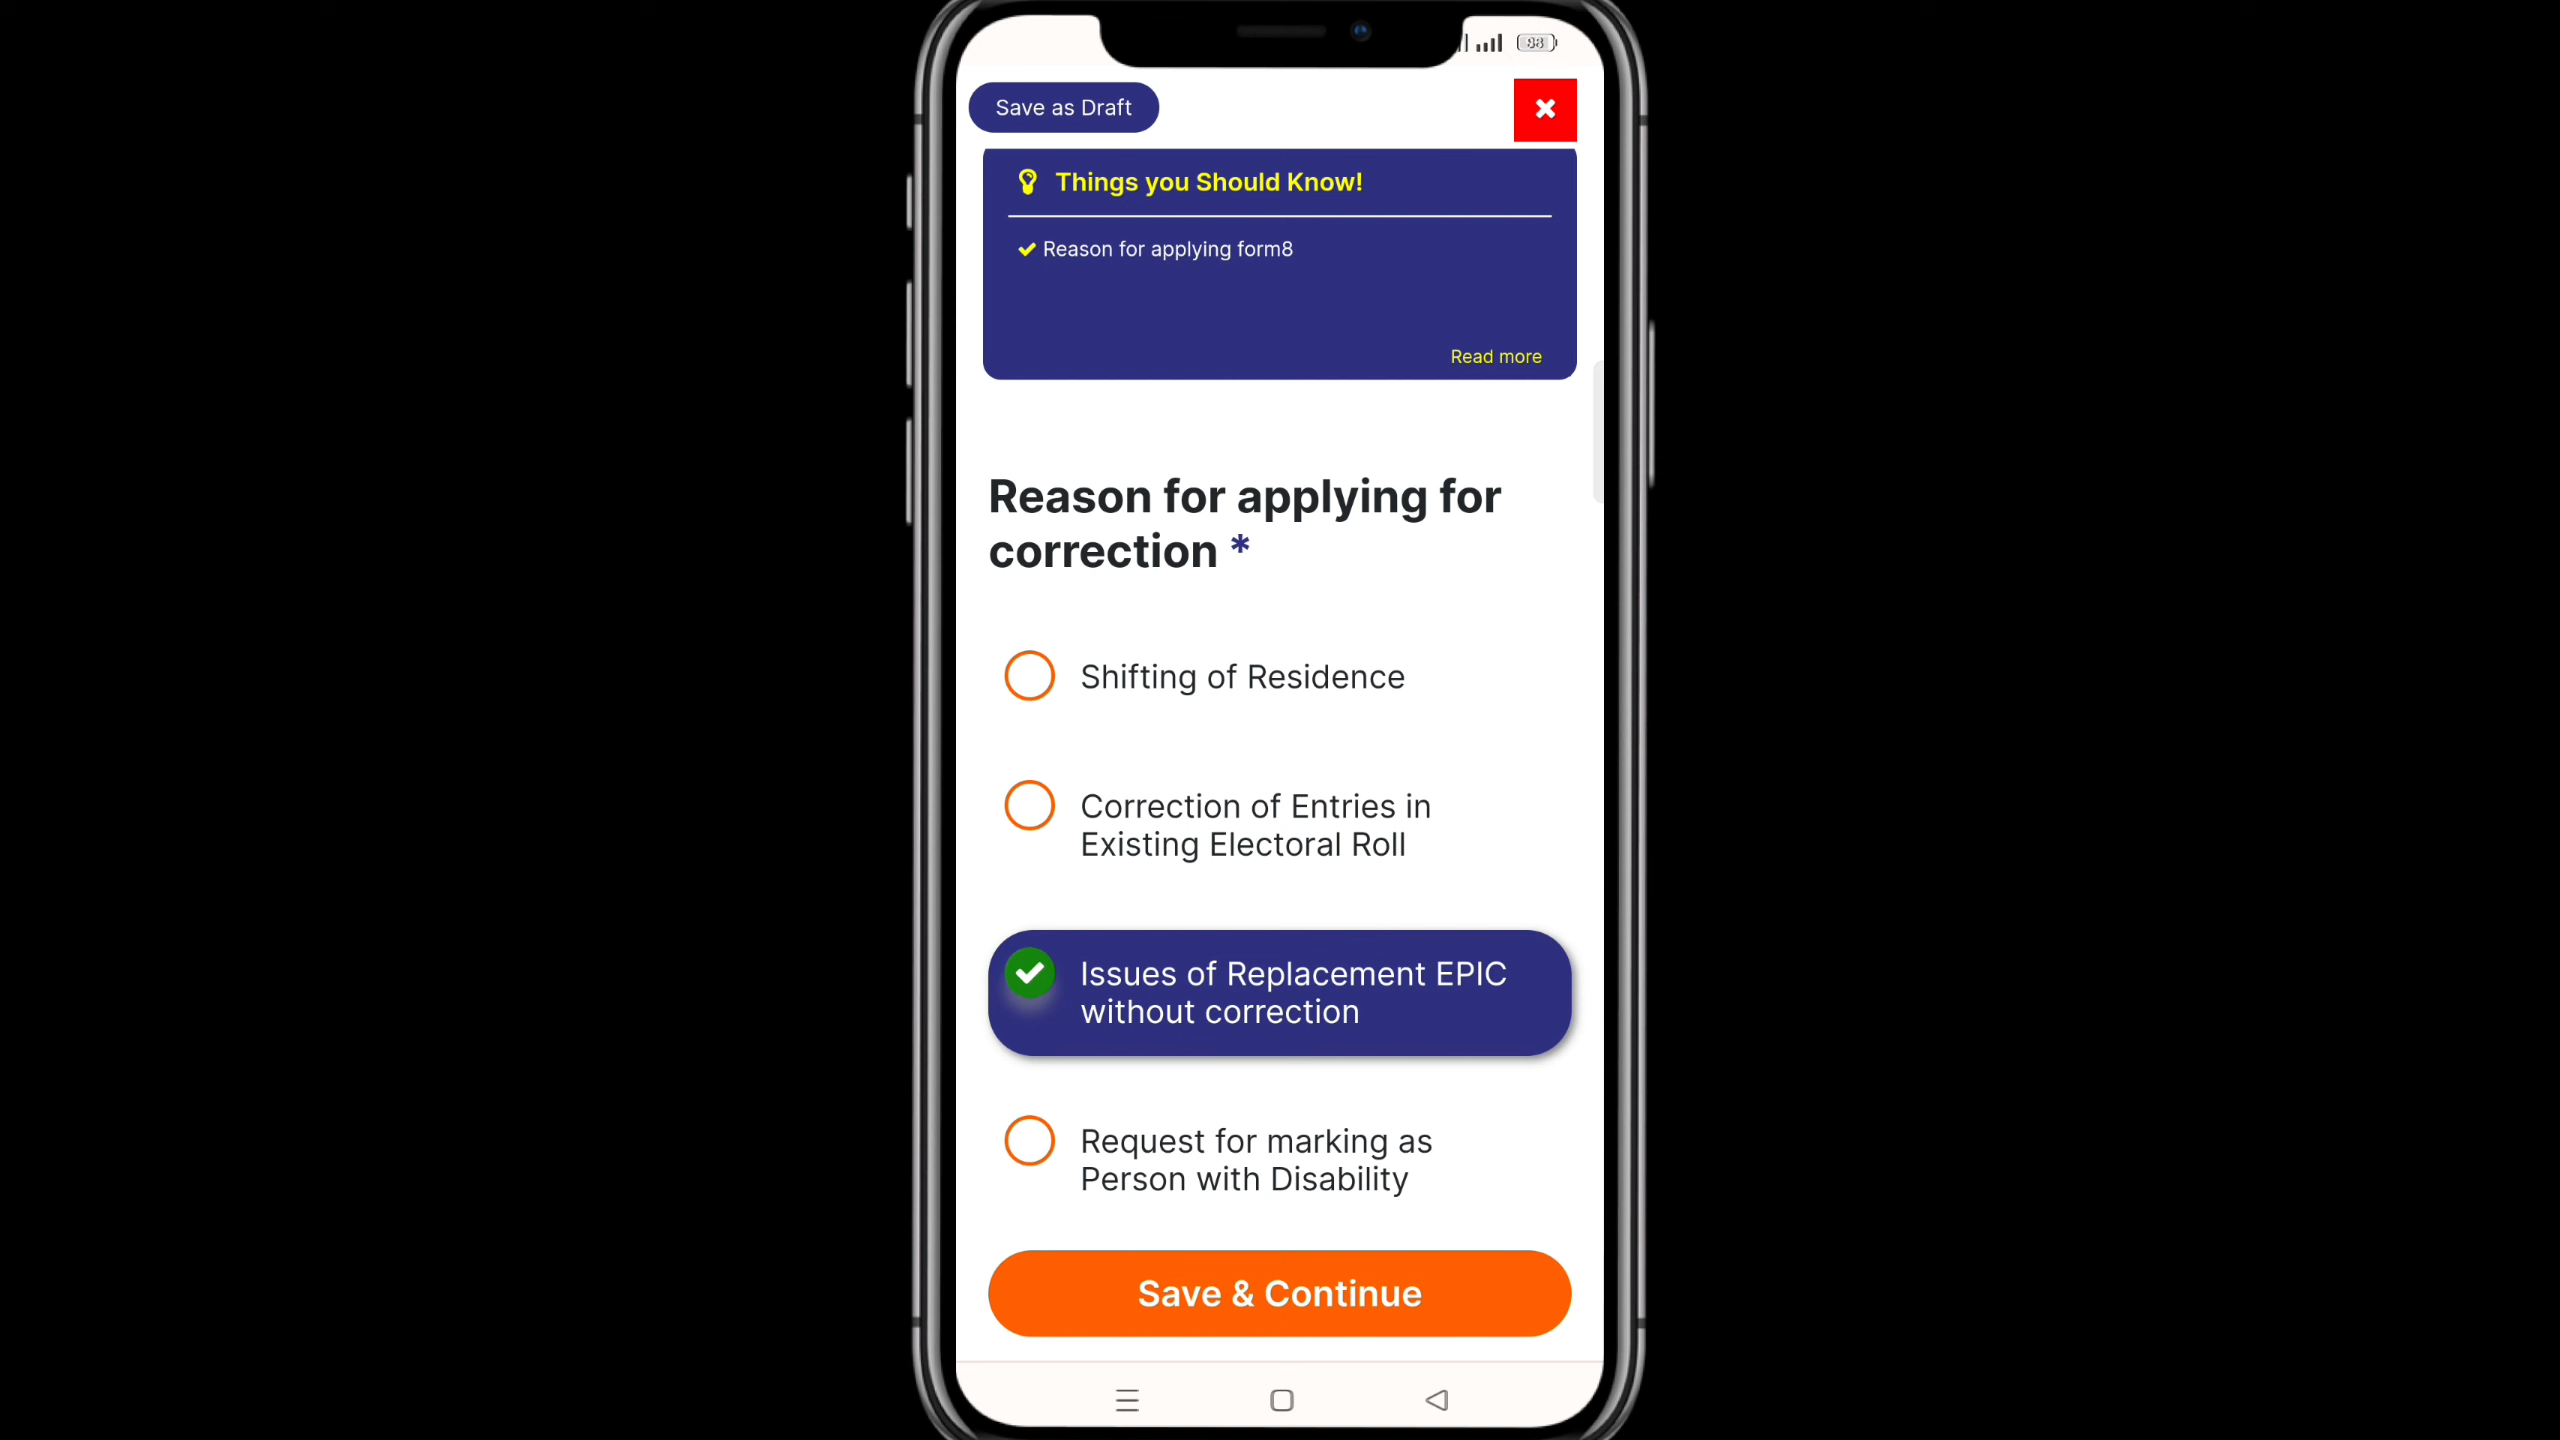 98
Save as Draft
Things you Should Know!
Reason for applying form8
Read more
Reason for applying for
correction *
Shifting of Residence
Correction of Entries in
Existing Electoral Roll
Issues of Replacement EPIC
without correction
Request for marking as
Person with Disability
Save & Continue